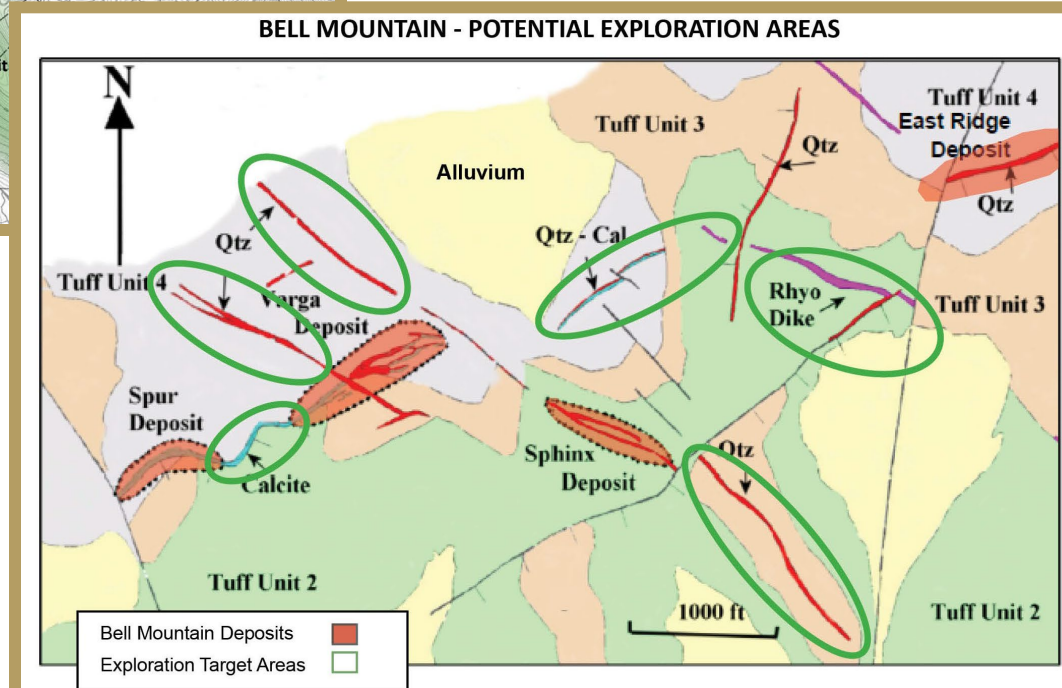 BELL MOUNTAIN - POTENTIAL EXPLORATION AREAS
it
N
Tuff Unit 4
East Ridge
Deposit
Qtz
Tuff Unit 3
Qtz
Alluvium
Qtz
Qtz - Cal
Tuff Unit 4
Varga
Deposit
Rhyo
Dike
Tuff Unit 3
Spur
Deposit
Calcite
Sphinx
Deposit
Qtz
Tuff Unit 2
1000 ft
Tuff Unit 2
Bell Mountain Deposits
Exploration Target Areas